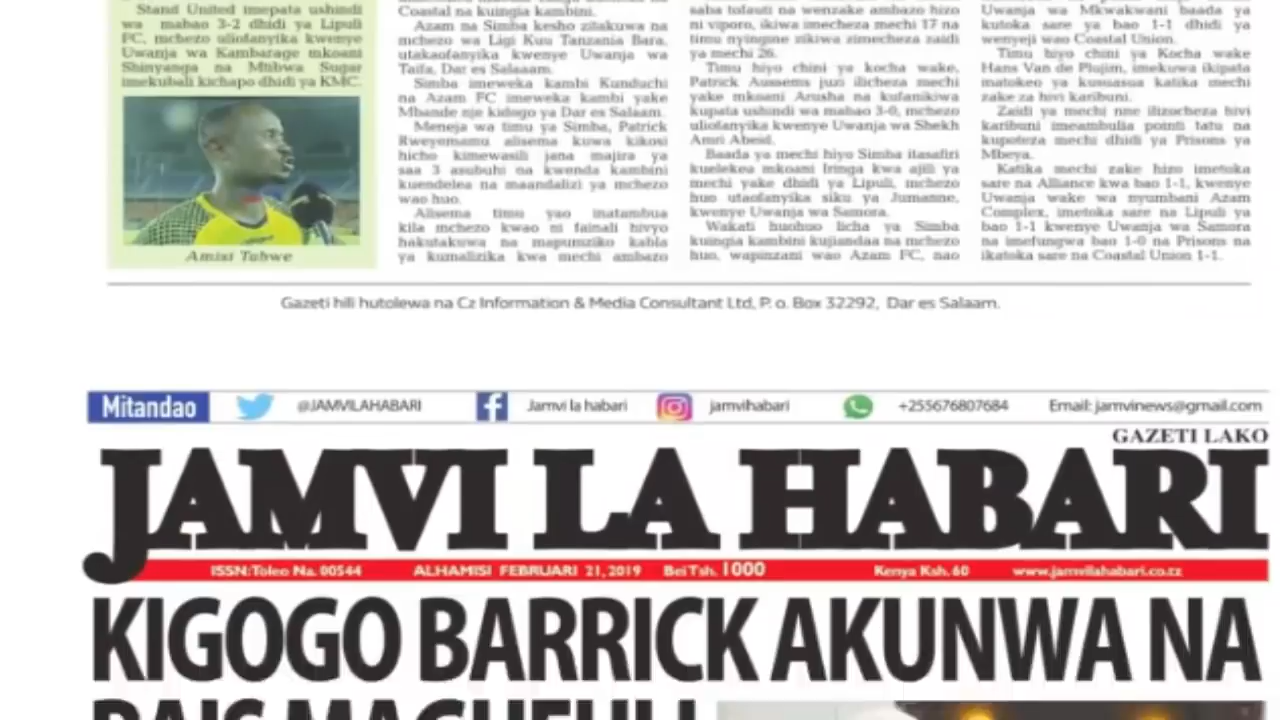 Stand United imepata ushindi
wa mabao 3-2 dhidi ya Lipuli
FC, mchezo uliofanyika kwenye
Uwanja wa Kambarage mkoani
Shinyanga na Mtibwa Sugar
imekubali kichapo dhidi ya KMC.
Amisi Tabwe
Coastal na kuingia kambini.
Azam na Simba kesho zilakuwa na
mchezo wa Ligi Kuu Tanzania Bara,
utakaofanyika kwenye Uwanja wa
Taifa, Dar es Salaaam.
Simba imeweka kambi Kunduchi
na Azam FC imeweka kambi yake
Mbande nje kidogo ya Dar es Salaam.
Meneja wa timu ya Simba, Patrick
Rweyemamu alisema kuwa kikosi
hicho kimewasili jana majira ya
saa 3 asubuhi na kwenda kambini
kuendelea na maandalizi ya mchezo
wao huo.
Alisema timu yao inatambua
kila mchezo kwao ni fainali hivyo
hakutakuwa na mapumziko kabla
ya kumalizika kwa mechi ambazo
saba tofauti na wenzake ambazo hizo
ni viporo, ikiwa imecheza mechi 17 na
timu nyingine zikiwa zimecheza zaidi
ya mechi 26.
Timu hiyo chini ya kocha wake,
Patrick Aussems juzi ilicheza mechi
yake mkoani Arusha na kufanikiwa
kupata ushindi wa mabao 3-0, mchezo
uliofanyika kwenye Uwanja wa Shekh
Amri Abeid.
Baada ya mechi hiyo Simba itasafiri
kuelekea mkoani Iringa kwa ajili ya
mechi yake dhidi ya Lipuli, mchezo
huo utaofanyika siku ya Jumanne,
kwenye Uwanja wa Samora.
Wakati huohuo licha ya Simba
kuingia kambini kujiandaa na mchezo
huo, wapinzani wao Azam FC, nao
Uwanja wa Mkwakwani baada ya
kutoka sare ya bao 1-1 dhidi ya
wenyeji wao Coastal Union.
Timu hiyo chini ya Kocha wake
Hans Van de Plujim, imekuwa ikipata
matokeo ya kusuasua katika mechi
zake za hivi karibuni.
Zaidi ya mechi nne ilizocheza hivi
karibuni imeambulia pointi tatu na
kupoteza mechi dhidi ya Prisons ya
Mbeya.
Katika mechi zake hizo imetoka
sare na Alliance kwa bao 1-1, kwenye
Uwanja wake wa nyumbani Azam
Complex, imetoka sare na Lipuli ya
bao 1-1 kwenye Uwanja wa Samora
na imefungwa bao 1-0 na Prisons na
ikatoka sare na Coastal Union 1-1.
Gazeti hili hutolewa na Cz Information & Media Consultant Ltd, P. o. Box 32292, Dar es Salaam.
Mitandao @JAMVILAHABARI Jamvi la habari jamvihabari +255676807684 Email: jamvinews@gmail.com
GAZETI LAKO
JAMVI LA HABARI
ISSN:Toleo Na. 00544 ALHAMISI FEBRUARI 21, 2019 Bei Tsh. 1000 Kenya Ksh. 60 www.jamvilahabari.co.tz
KIGOGO BARRICK AKUNWA NA
RAIS MAGUFULI